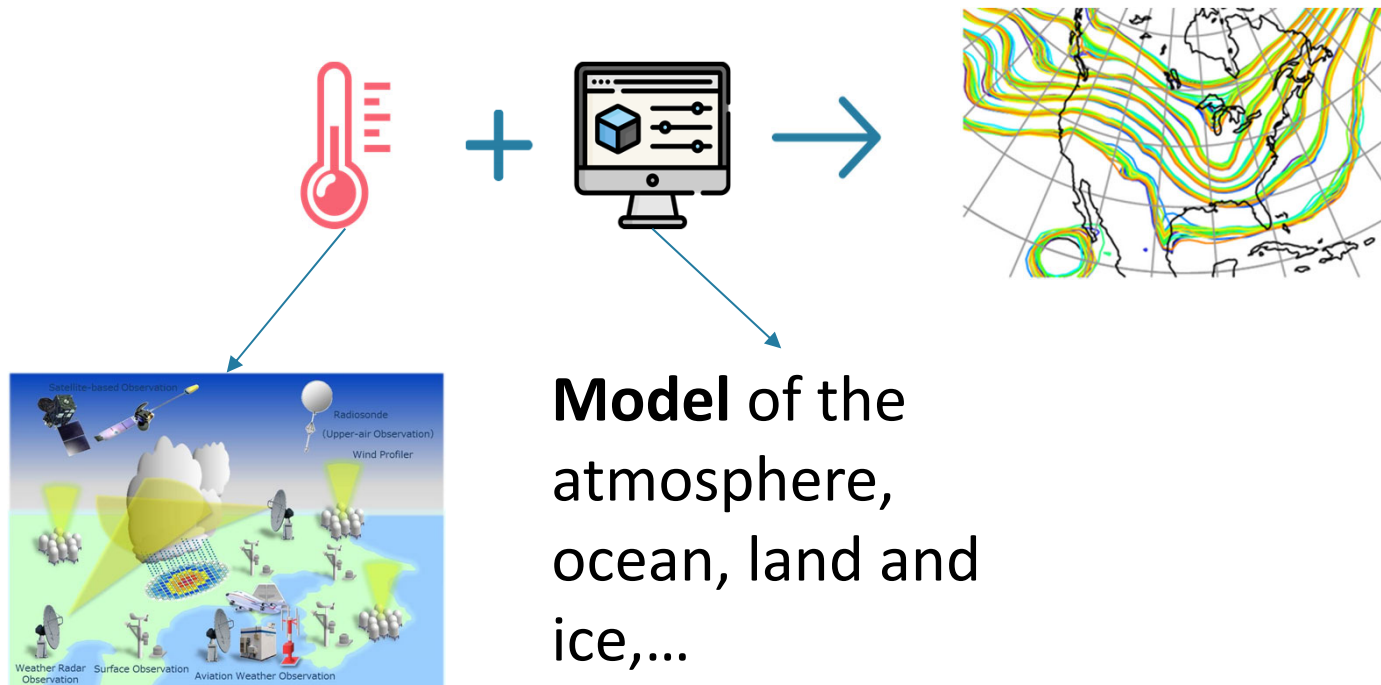 Satellite-based Observation
Radiosonde
(Upper-air Observation)
Wind Profiler
Weather Radar
Observation
Surface Observation
Aviation Weather Observation
Model of the
atmosphere,
ocean, land and
ice,...